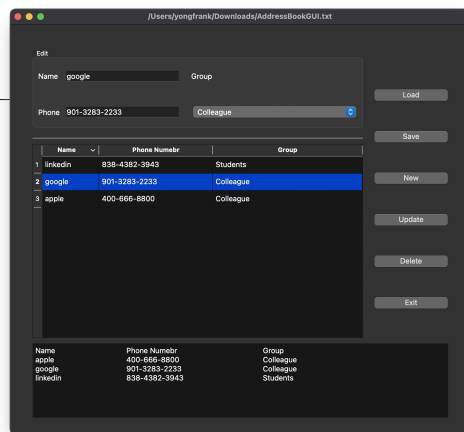 /Users/yongfrank/Downloads/AddressBookGUI.txt
Edit
Name google Group
Phone 901-3283-2233 Colleague
Load
Save
New
Update
Delete
Exit
Name Phone Numebr Group
1 linkedin 838-4382-3943 Students
2 google 901-3283-2233 Colleague
3 apple 400-666-8800 Colleague
Name Phone Numebr Group
apple 400-666-8800 Colleague
google 901-3283-2233 Colleague
linkedin 838-4382-3943 Students